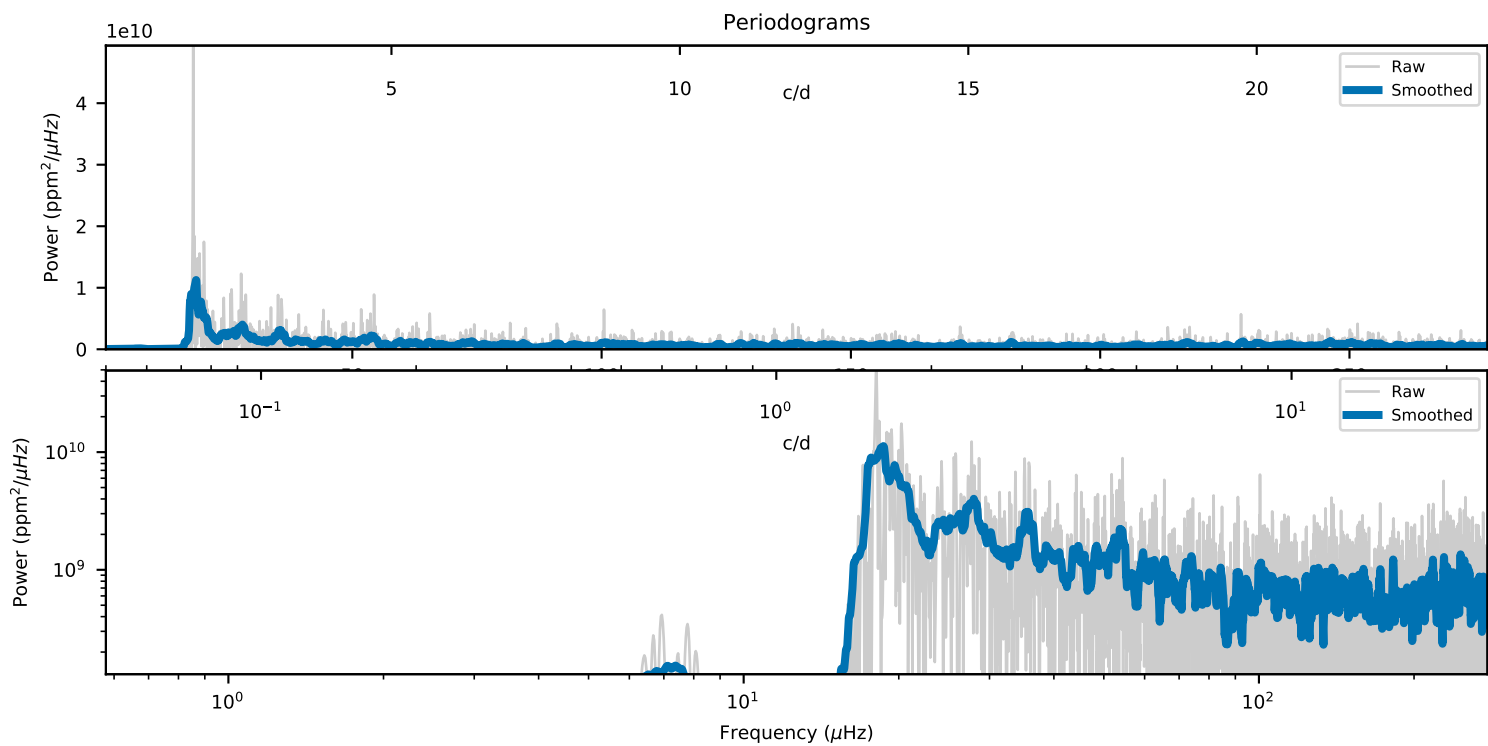 Periodograms
1e10
5 10 15 20
c/d
Raw
Smoothed
4
3
2
1
0
Power (ppm²/μHz)
10⁻¹ 10⁰ 10¹
c/d
Raw
Smoothed
10¹⁰
10⁹
Power (ppm²/μHz)
10⁰ 10¹ 10²
Frequency (μHz)